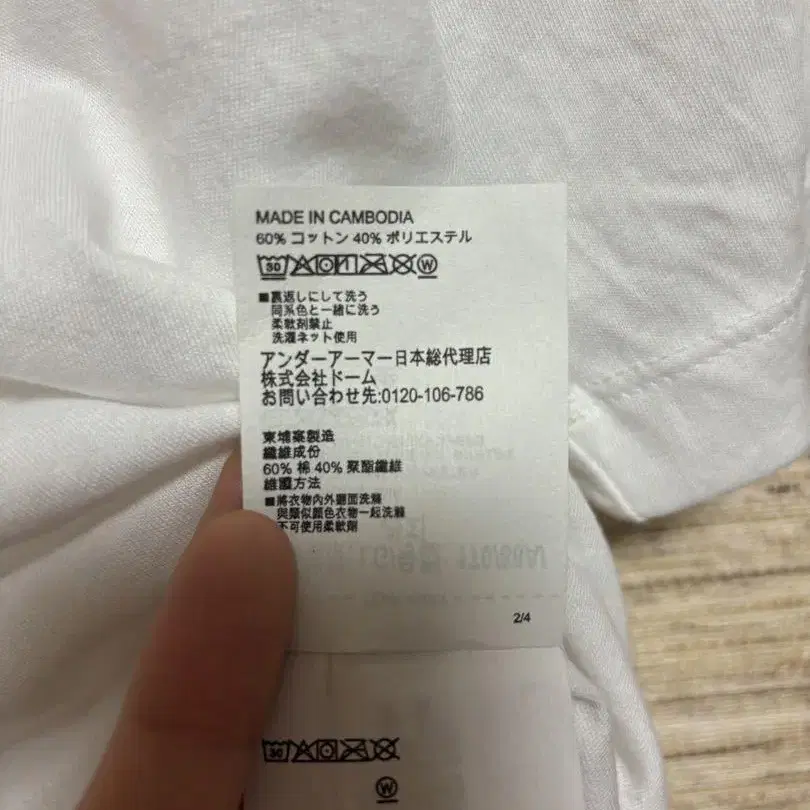 MADE IN CAMBODIA
60% コットン 40% ポリエステル
30 W
■裏返しにして洗う
同系色と一緒に洗う
柔軟剤禁止
洗濯ネット使用
アンダーアーマー日本総代理店
株式会社ドーム
お問い合わせ先:0120-106-786
柬埔寨製造
纖維成份
60% 棉 40% 聚酯纖維
維護方法
■將衣物內外翻面洗滌
與類似顏色衣物一起洗滌
不可使用柔軟劑
2/4
30
W